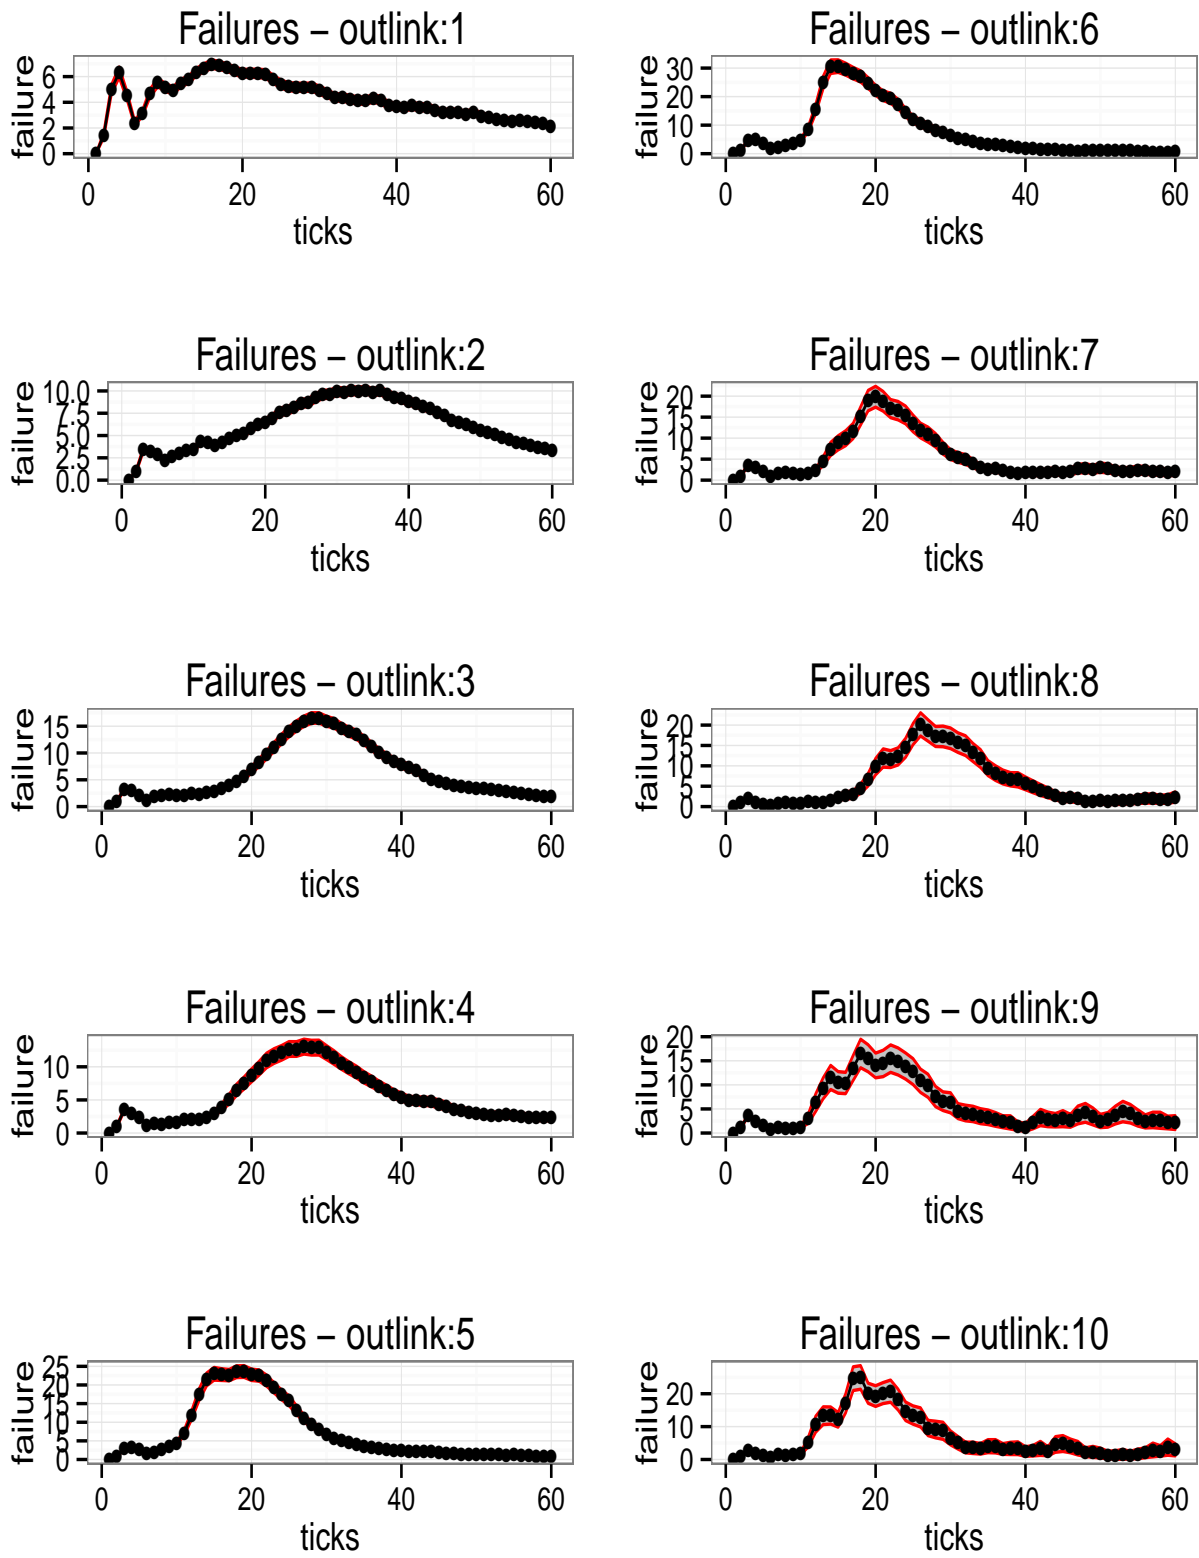 Failures – outlink:1
failure
6
4
2
0
0 20 40 60
ticks
Failures – outlink:2
failure
10.0
7.5
5.0
2.5
0.0
0 20 40 60
ticks
Failures – outlink:3
failure
15
10
5
0
0 20 40 60
ticks
Failures – outlink:4
failure
10
5
0
0 20 40 60
ticks
Failures – outlink:5
failure
25
20
15
10
5
0
0 20 40 60
ticks
Failures – outlink:6
failure
30
20
10
0
0 20 40 60
ticks
Failures – outlink:7
failure
20
15
10
5
0
0 20 40 60
ticks
Failures – outlink:8
failure
20
15
10
5
0
0 20 40 60
ticks
Failures – outlink:9
failure
20
15
10
5
0
0 20 40 60
ticks
Failures – outlink:10
failure
20
10
0
0 20 40 60
ticks